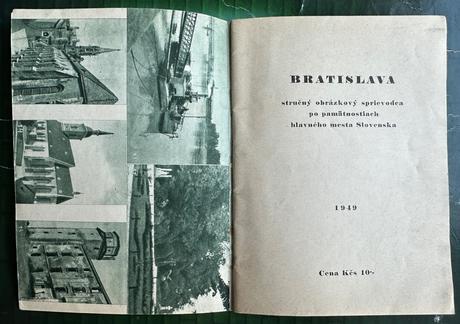 BRATISLAVA
stručný obrázkový sprievodca
po pamätnostiach
hlavného mesta Slovenska
1949
Cena Kčs 10·-